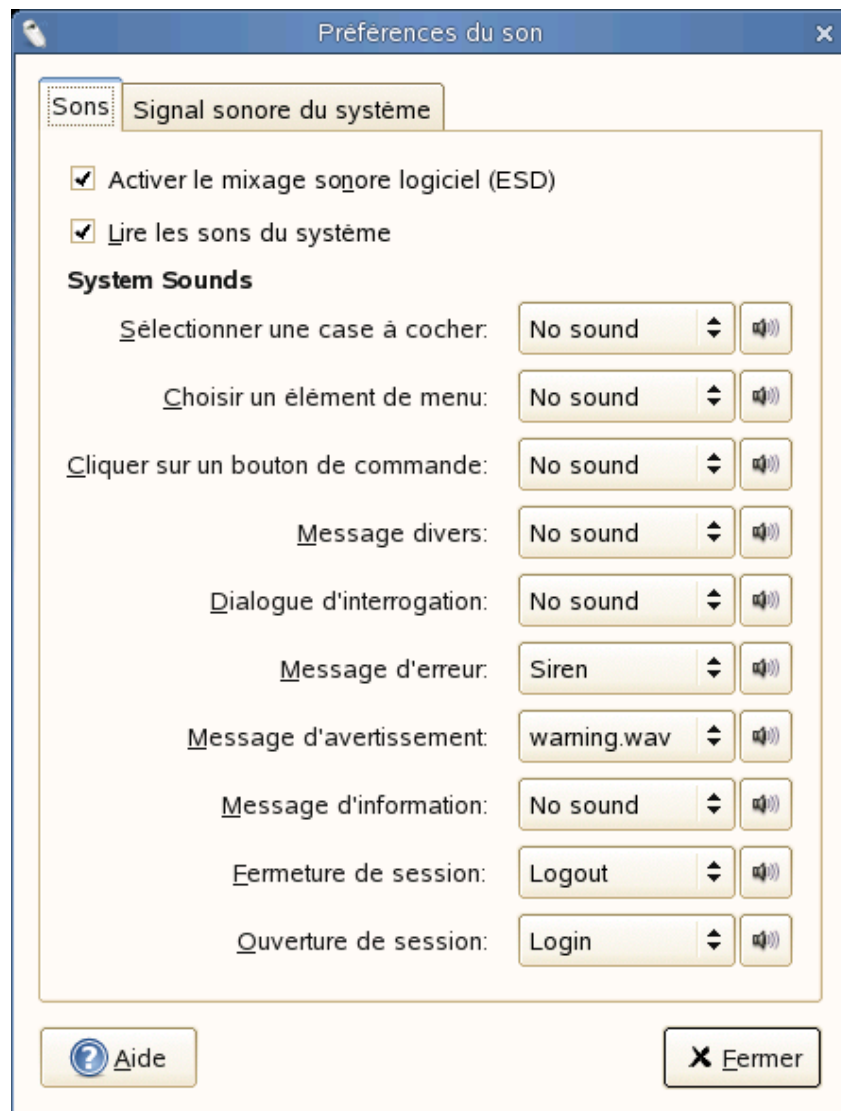 Préférences du son
Sons
Signal sonore du système
Activer le mixage sonore logiciel (ESD)
Lire les sons du système
System Sounds
Sélectionner une case à cocher: No sound
Choisir un élément de menu: No sound
Cliquer sur un bouton de commande: No sound
Message divers: No sound
Dialogue d'interrogation: No sound
Message d'erreur: Siren
Message d'avertissement: warning.wav
Message d'information: No sound
Fermeture de session: Logout
Ouverture de session: Login
Aide
Fermer